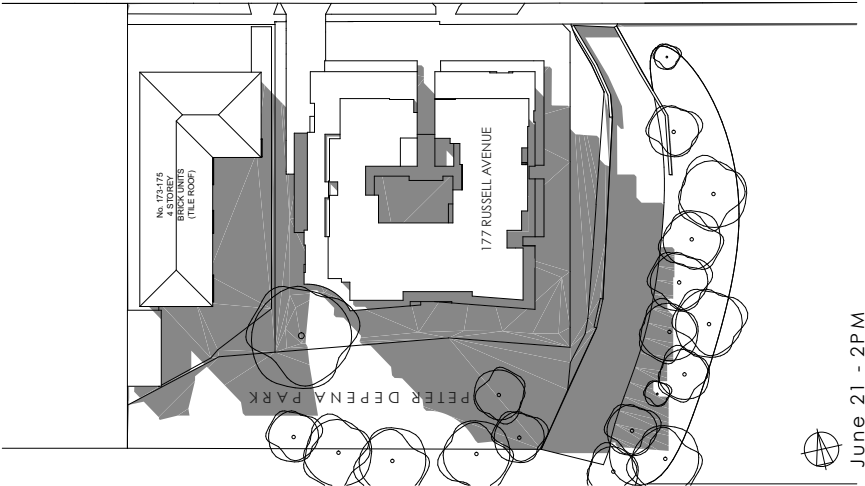 No. 173-175
4 STOREY
BRICK UNITS
(TILE ROOF)
177 RUSSELL AVENUE
PETER DEPENA PARK
June 21 - 2PM